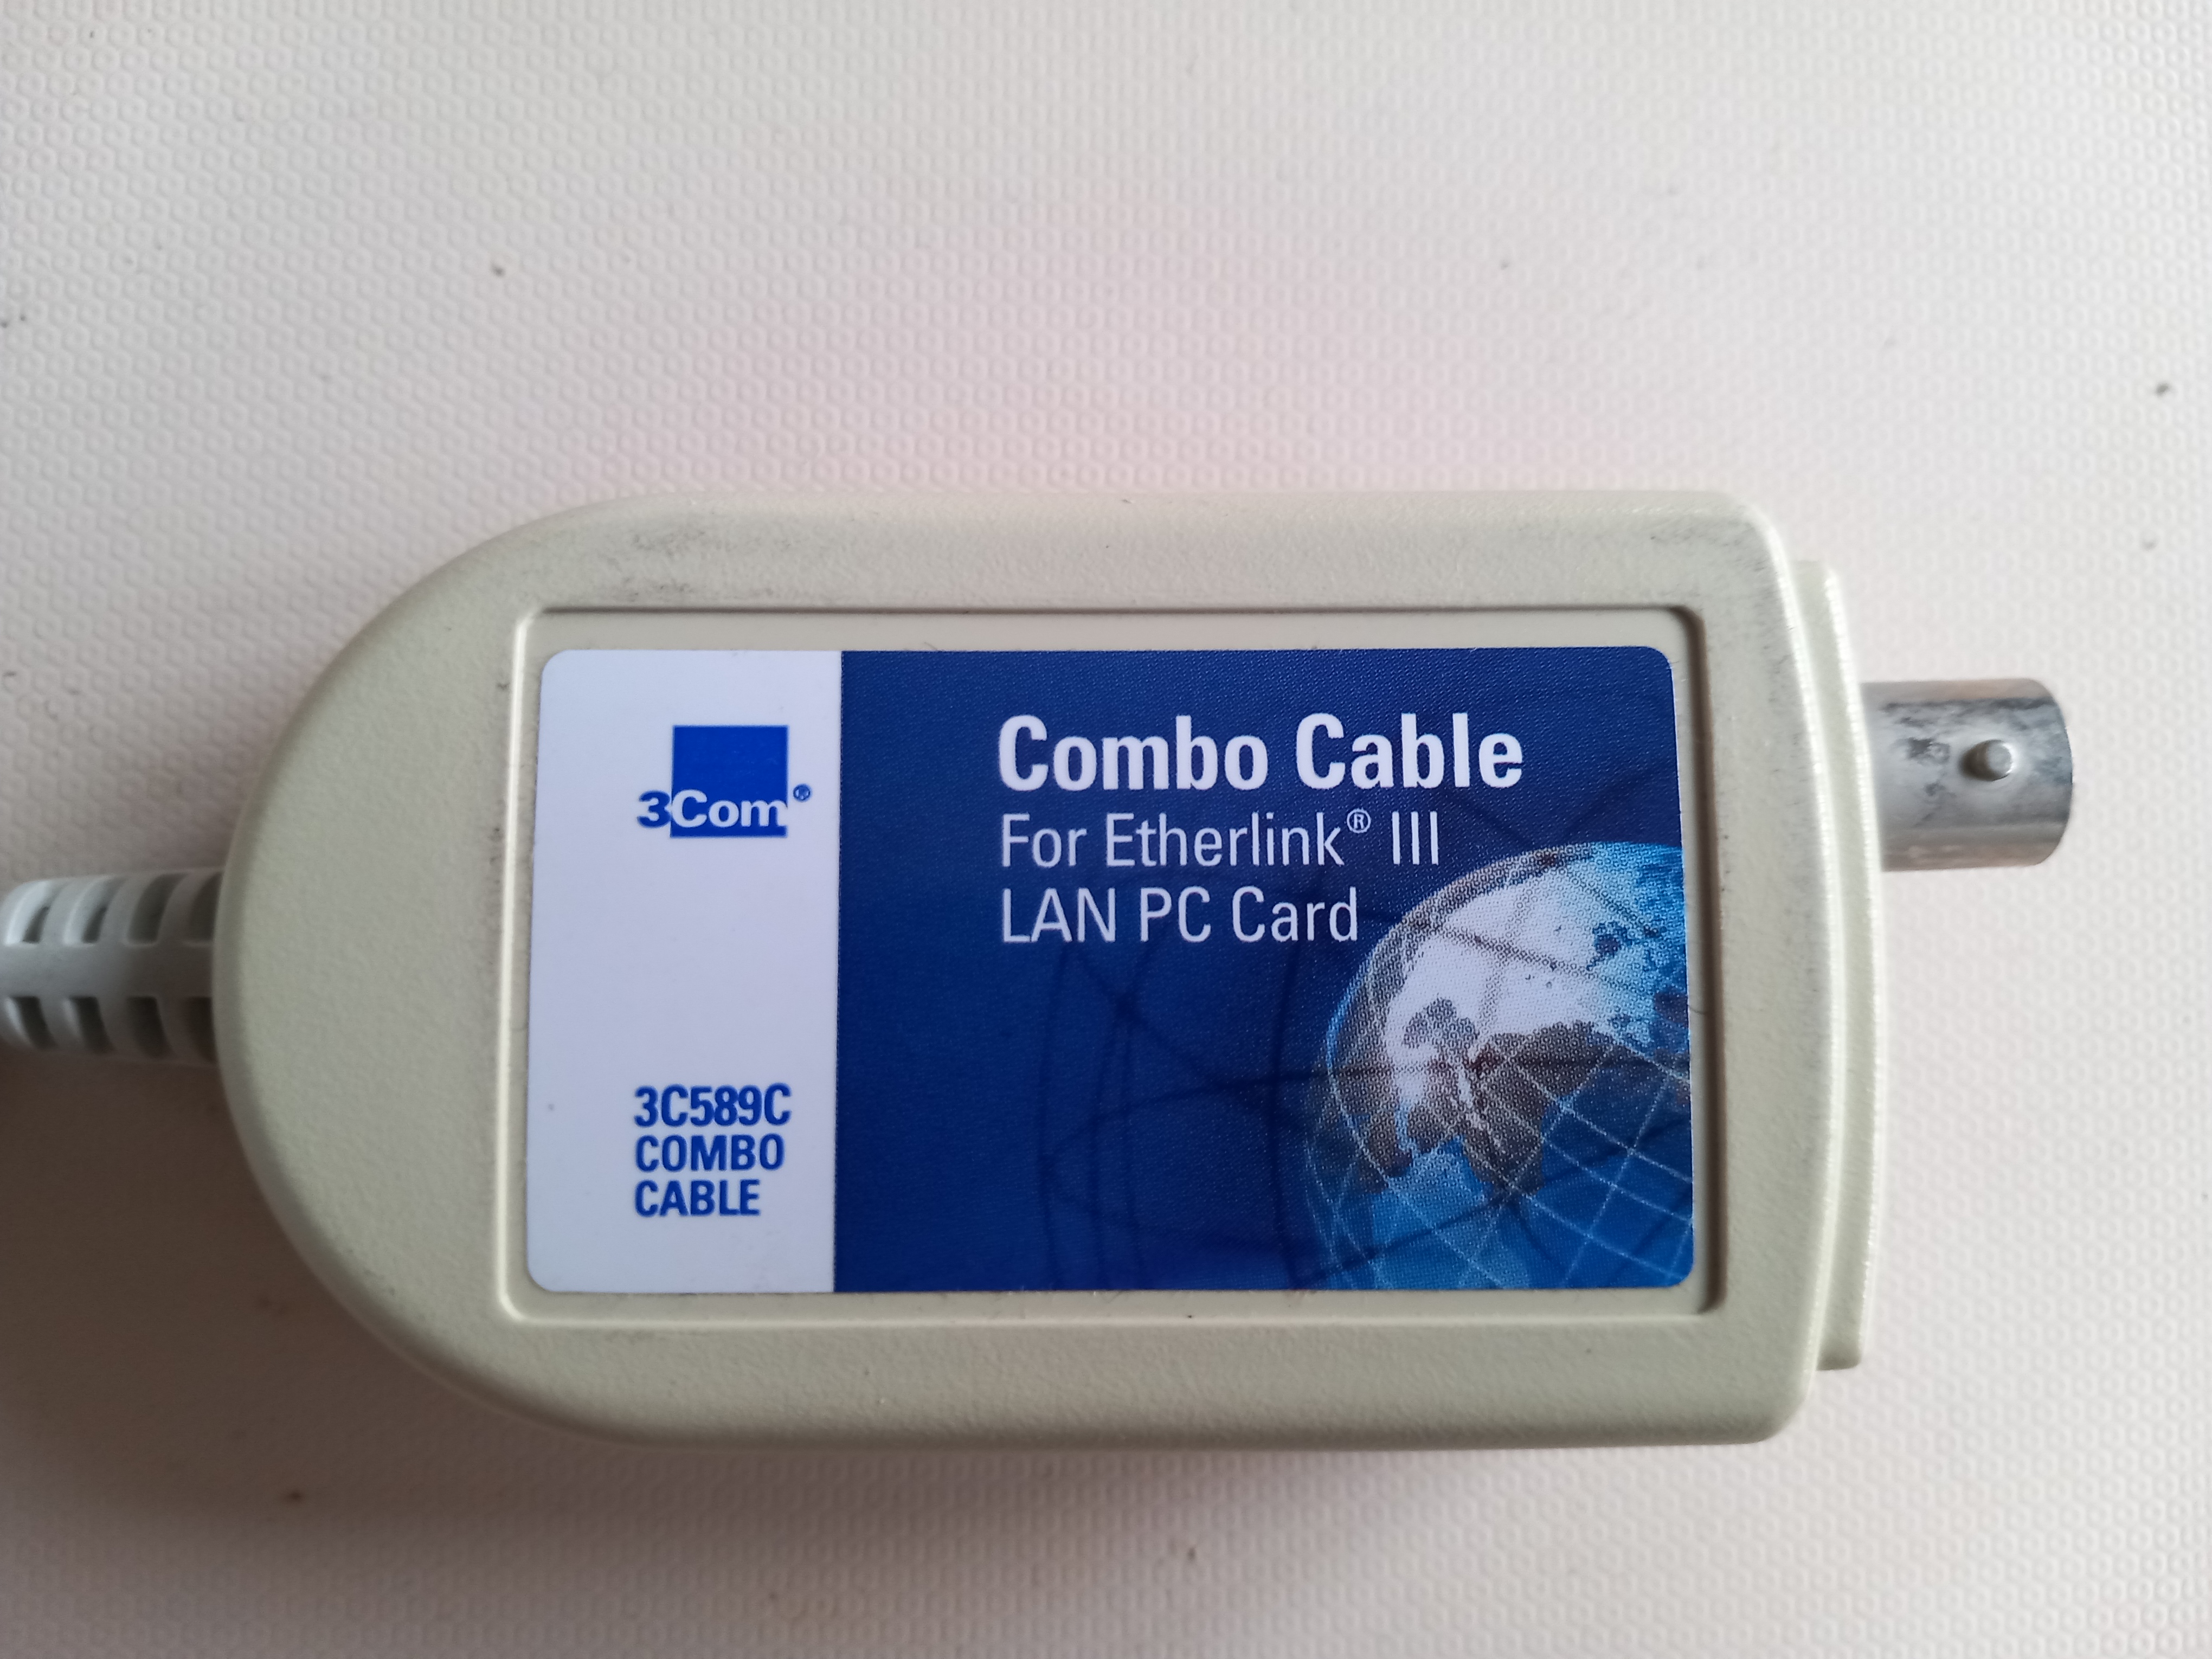 3Com®
Combo Cable
For Etherlink® III
LAN PC Card
3C589C
COMBO
CABLE